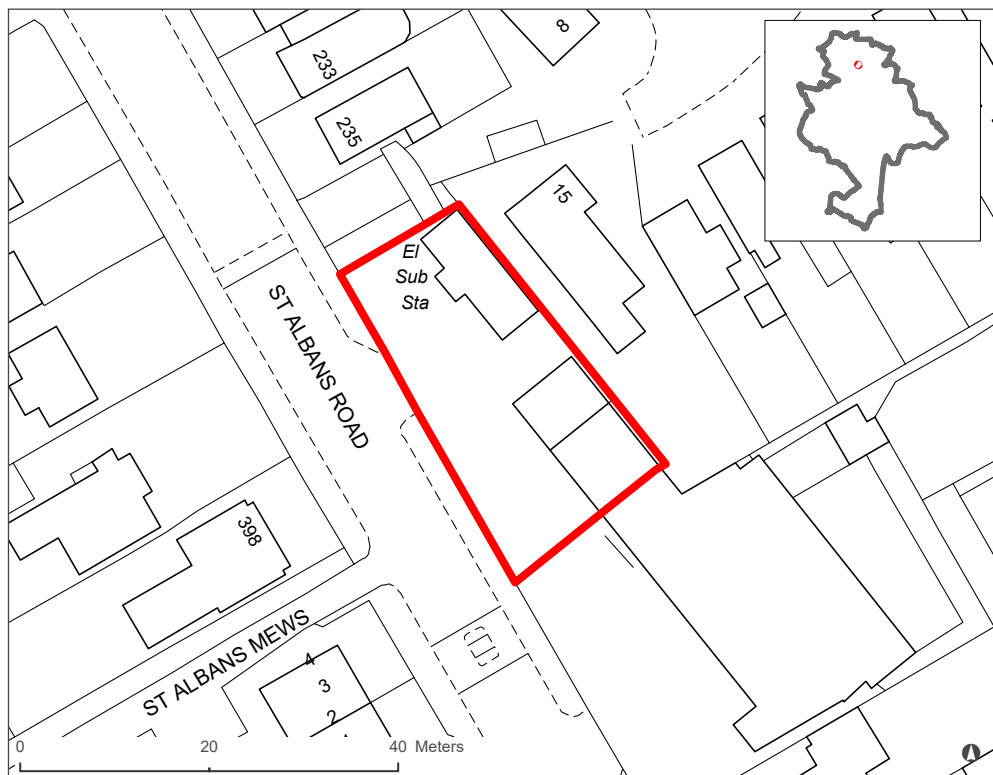 8
233
235
15
El
Sub
Sta
ST ALBANS ROAD
398
ST ALBANS MEWS
4
3
2
0 20 40 Meters